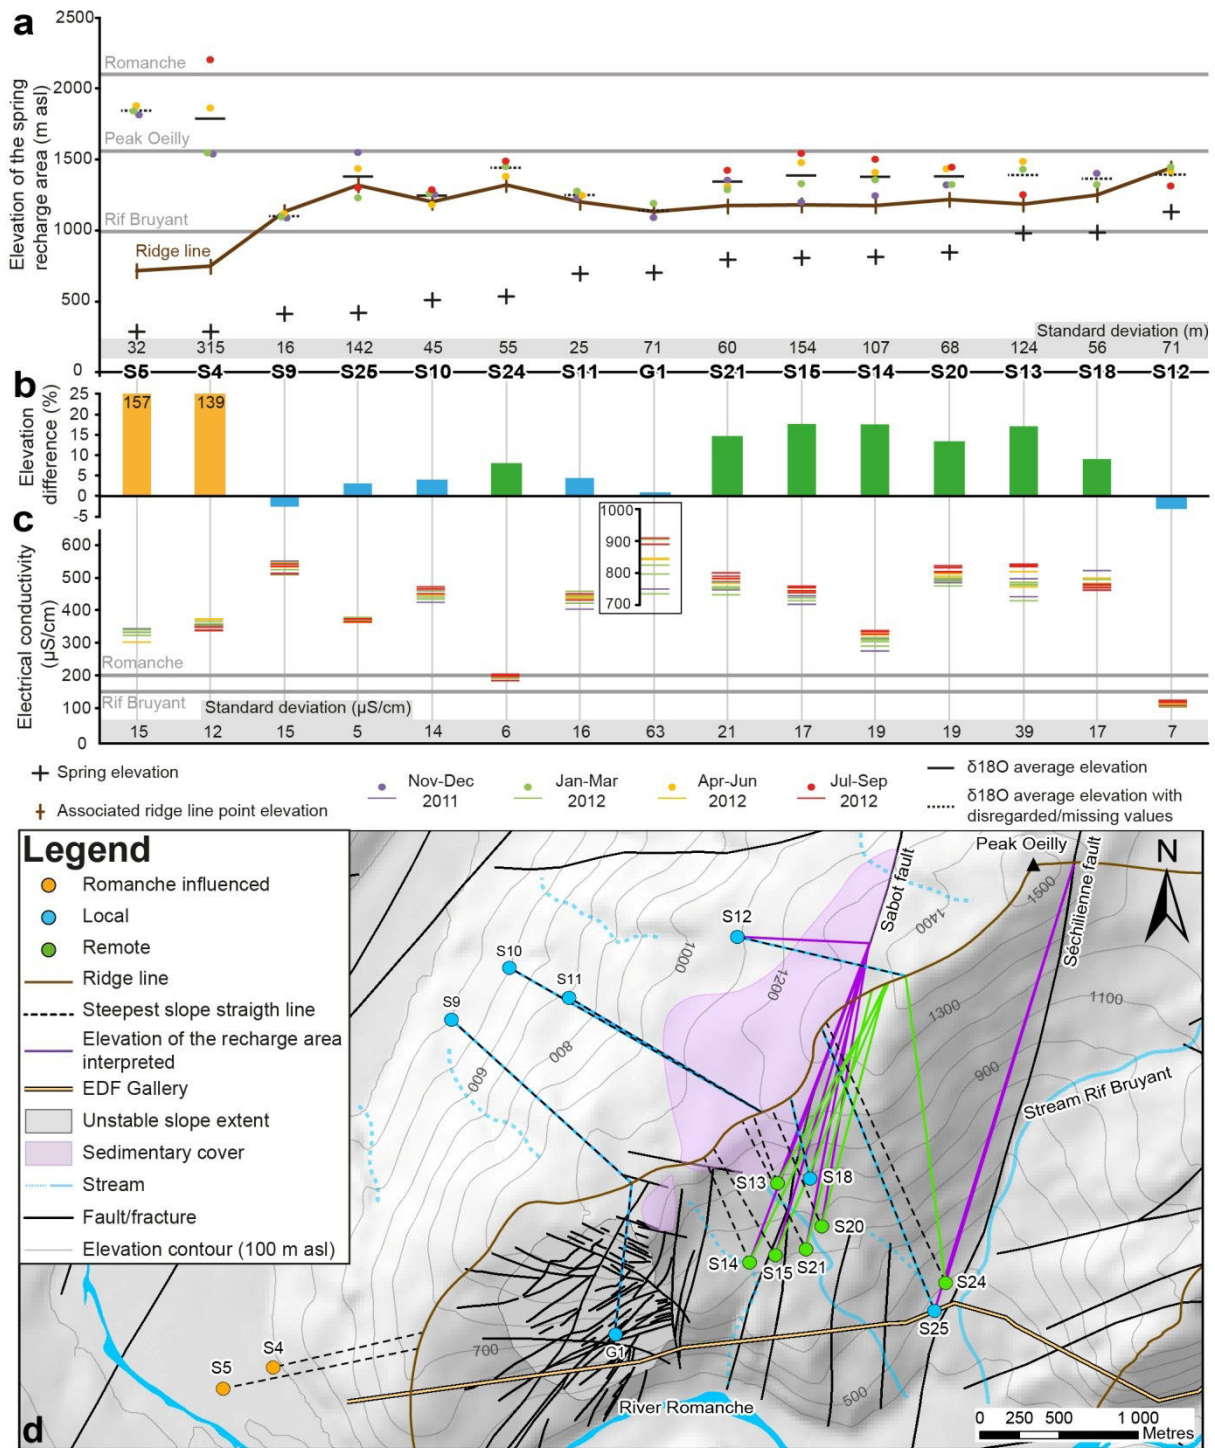 a
Elevation of the spring
recharge area (m asl)
2500
2000
1500
1000
500
0
Romanche
Peak Oeilly
Rif Bruyant
Ridge line
Standard deviation (m)
32 315 16 142 45 55 25 71 60 154 107 68 124 56 71
S5 S4 S9 S25 S10 S24 S11 G1 S21 S15 S14 S20 S13 S18 S12
b
Elevation
difference (%)
25
20
15
10
5
0
-5
157 139
c
Electrical conductivity
(µS/cm)
600
500
400
300
200
100
0
1000
900
800
700
Romanche
Rif Bruyant
Standard deviation (µS/cm)
15 12 15 5 14 6 16 63 21 17 19 19 39 17 7
Spring elevation
Associated ridge line point elevation
Nov-Dec
2011
Jan-Mar
2012
Apr-Jun
2012
Jul-Sep
2012
δ18O average elevation
δ18O average elevation with
disregarded/missing values
Legend
Romanche influenced
Local
Remote
Ridge line
Steepest slope straigth line
Elevation of the recharge area
interpreted
EDF Gallery
Unstable slope extent
Sedimentary cover
Stream
Fault/fracture
Elevation contour (100 m asl)
Peak Oeilly
N
Sabot fault
Séchilienne fault
Stream Rif Bruyant
River Romanche
S12
S10
S11
S9
S13
S18
S20
S14
S15
S21
S24
S25
G1
S4
S5
1500
1400
1000
1200
1300
1100
800
600
900
700
500
0 250 500 1 000
Metres
d